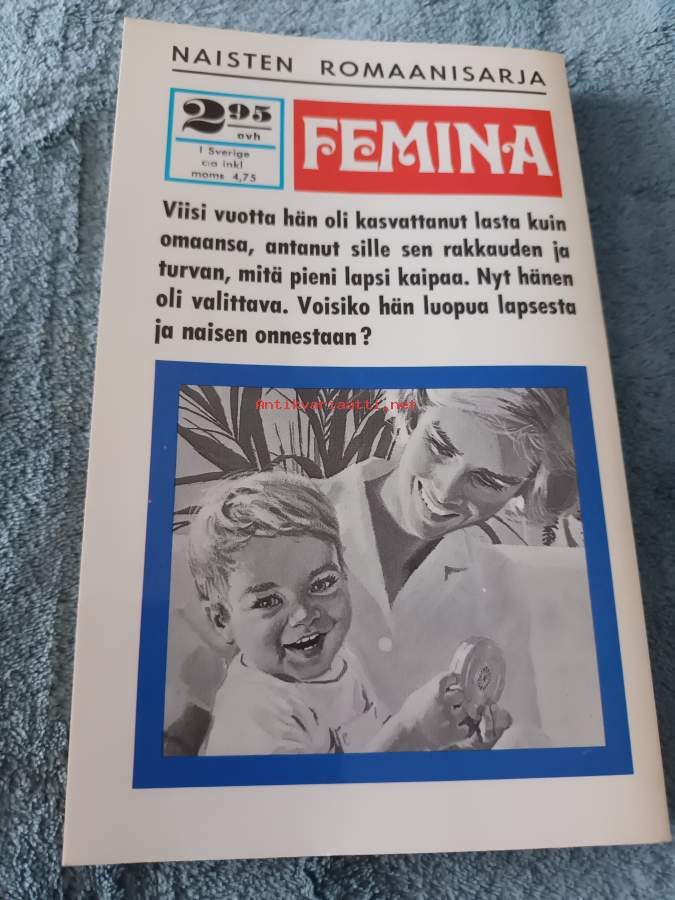 NAISTEN ROMAANISARJA
2 95
ovh
I Sverige
c:a inkl
moms 4,75
FEMINA
Viisi vuotta hän oli kasvattanut lasta kuin
omaansa, antanut sille sen rakkauden ja
turvan, mitä pieni lapsi kaipaa. Nyt hänen
oli valittava. Voisiko hän luopua lapsesta
ja naisen onnestaan?
Antikvariaatti.net